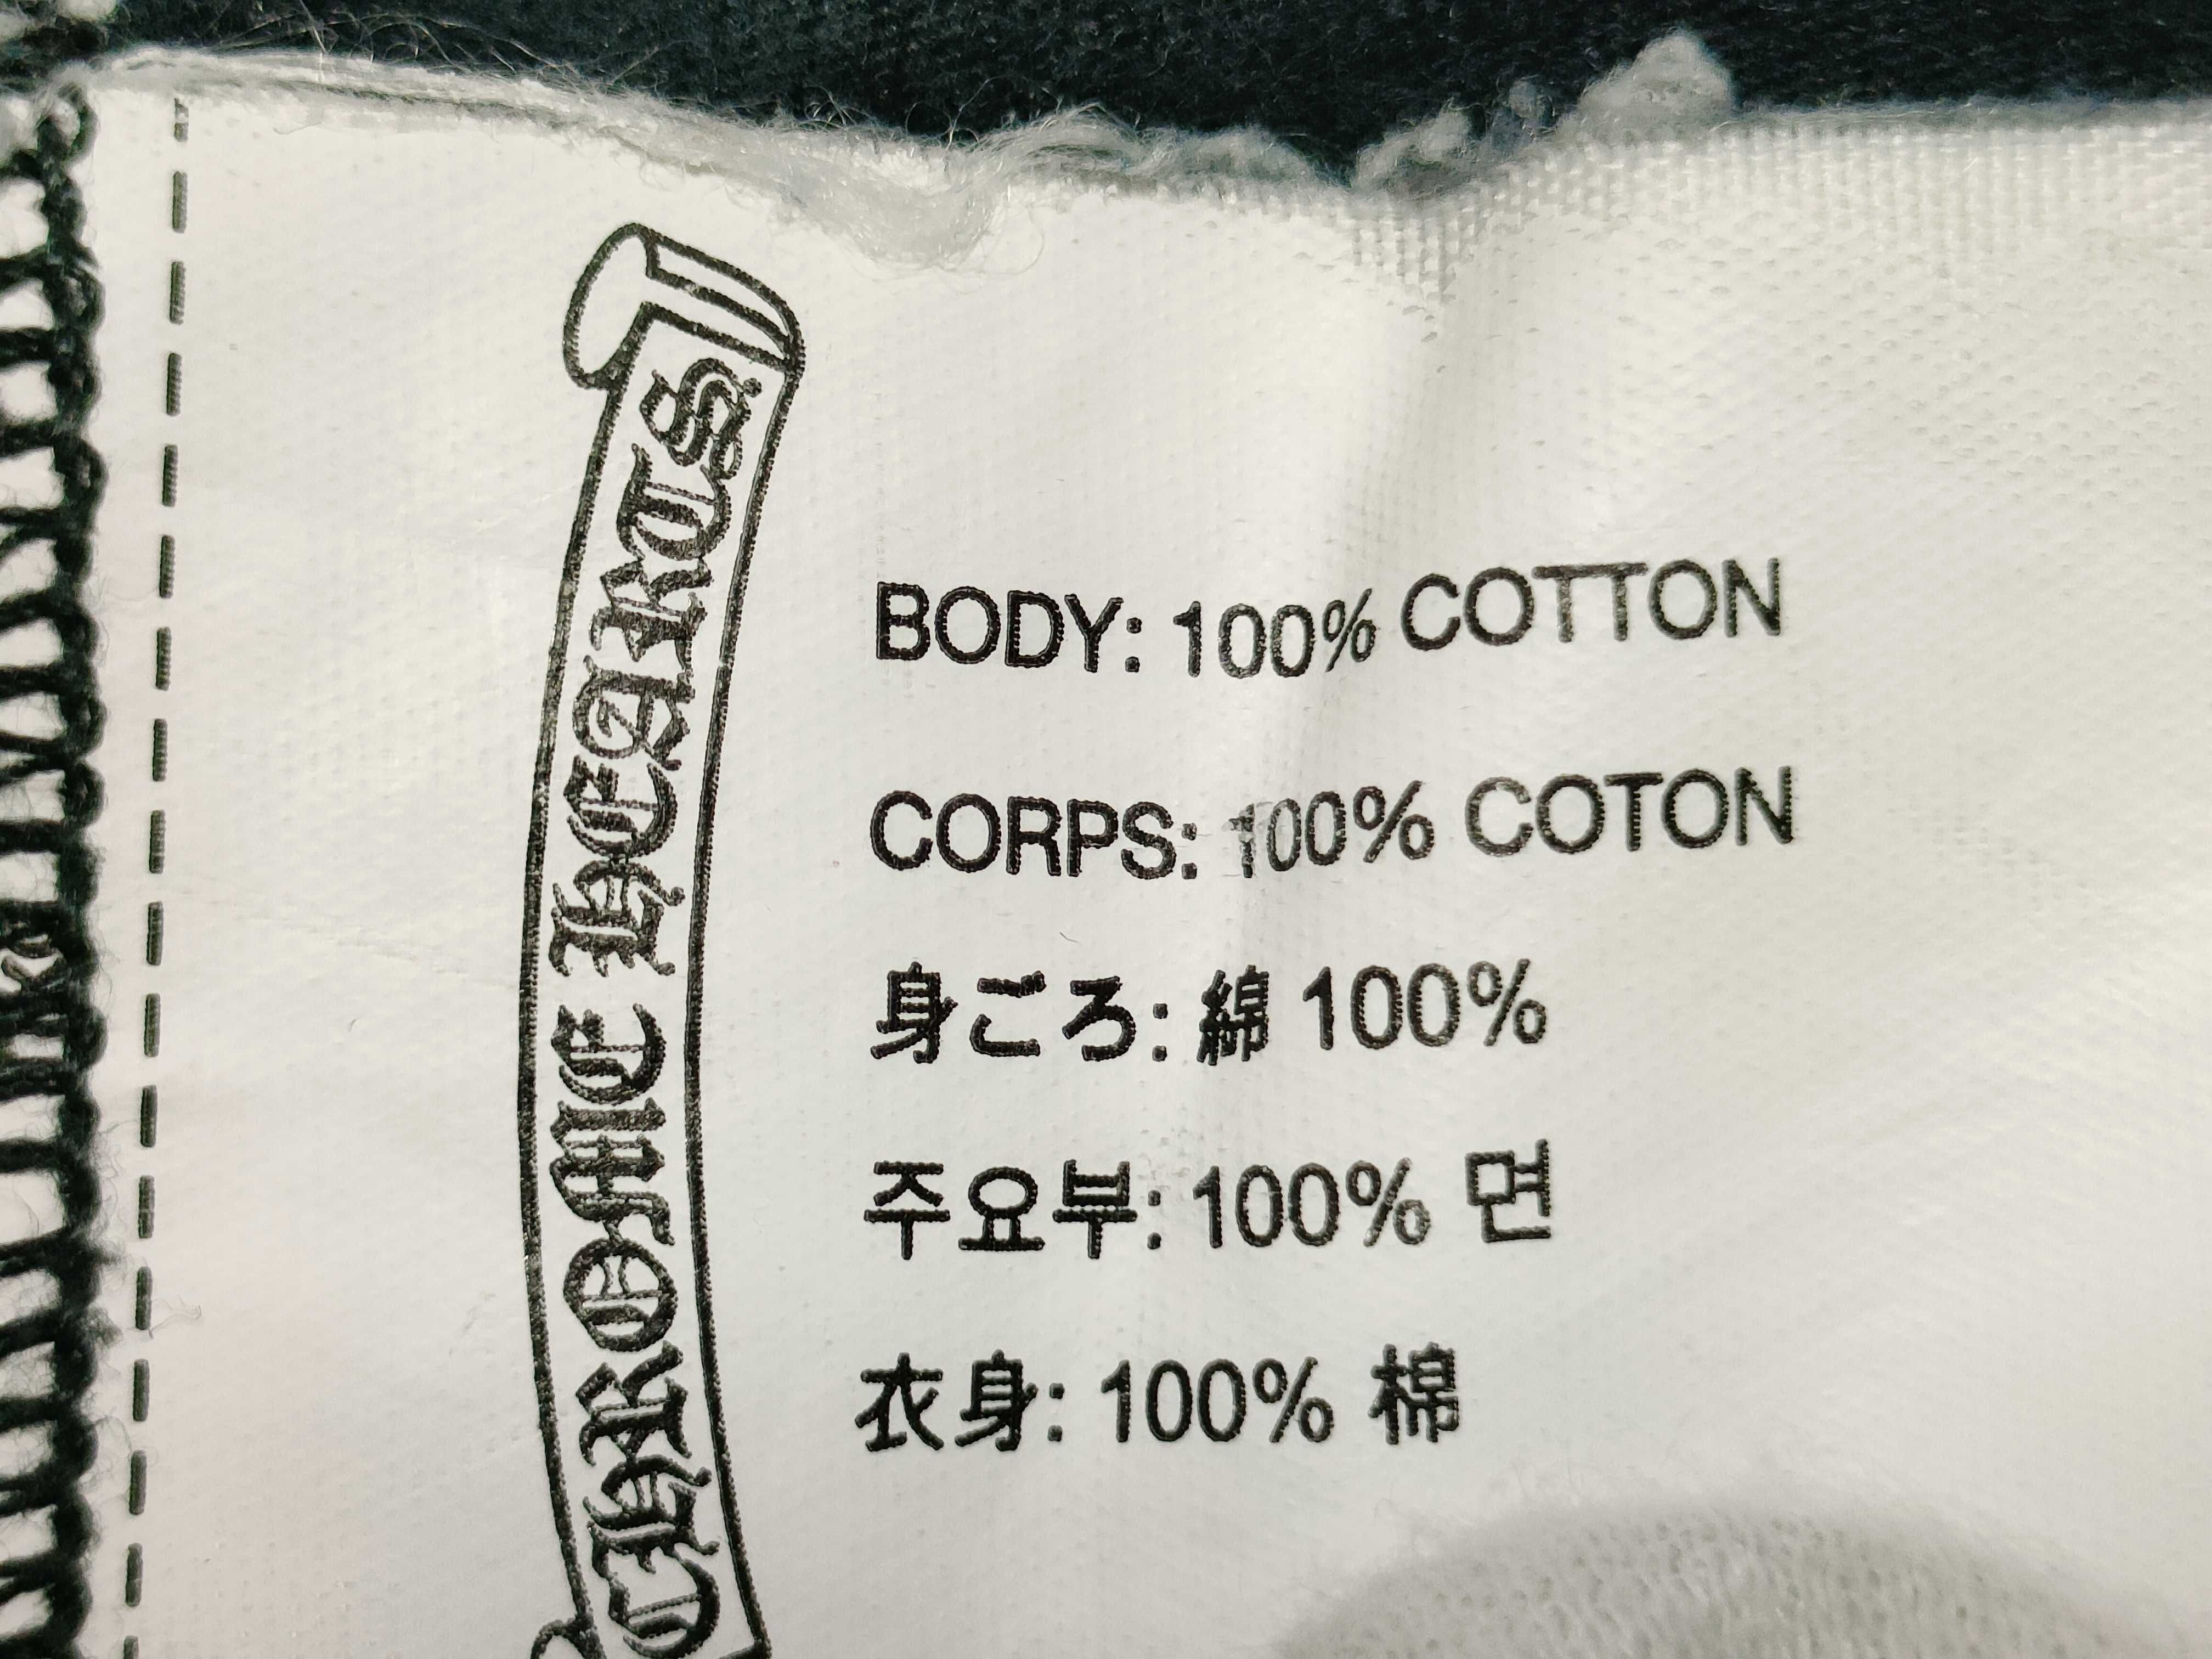 CHROME HEARTS
BODY: 100% COTTON
CORPS: 100% COTON
身ごろ: 綿 100%
주요부: 100% 면
衣身: 100% 棉